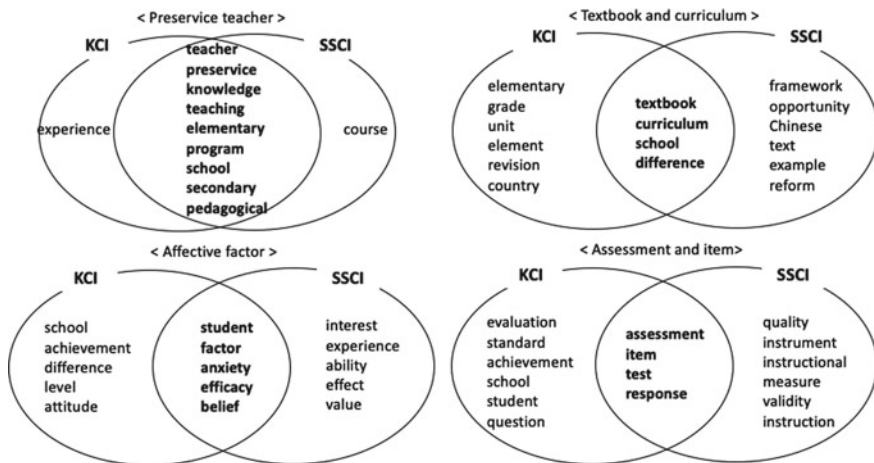 < Preservice teacher >
KCI
SSCI
experience
teacher
preservice
knowledge
teaching
elementary
program
school
secondary
pedagogical
course
< Textbook and curriculum >
KCI
SSCI
elementary
grade
unit
element
revision
country
textbook
curriculum
school
difference
framework
opportunity
Chinese
text
example
reform
< Affective factor >
KCI
SSCI
school
achievement
difference
level
attitude
student
factor
anxiety
efficacy
belief
interest
experience
ability
effect
value
< Assessment and item>
KCI
SSCI
evaluation
standard
achievement
school
student
question
assessment
item
test
response
quality
instrument
instructional
measure
validity
instruction